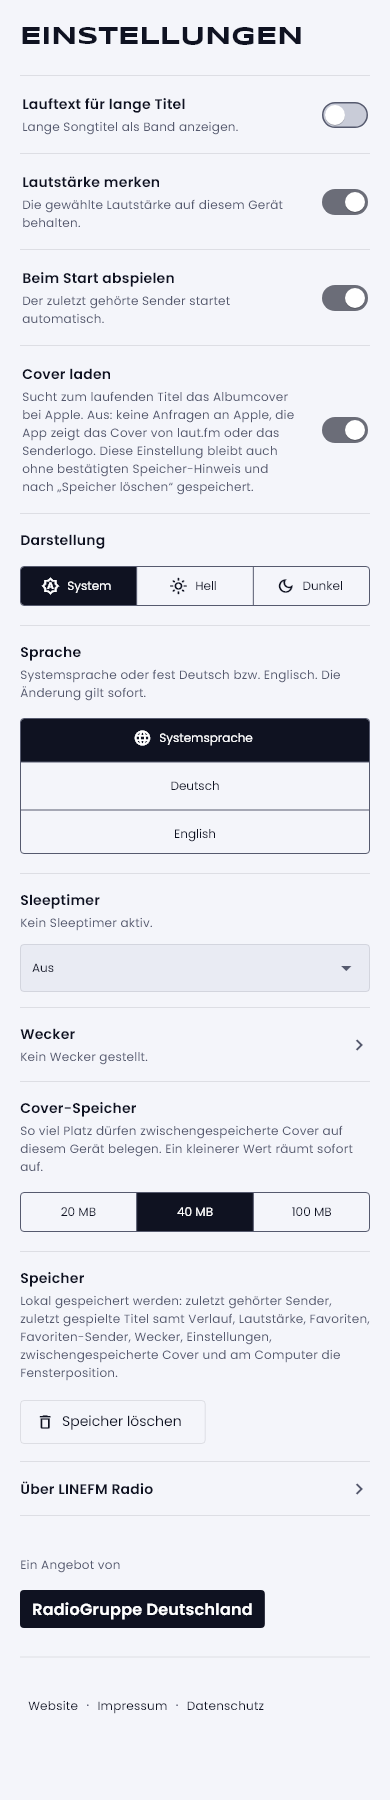 EINSTELLUNGEN
Lauftext für lange Titel
Lange Songtitel als Band anzeigen.
Lautstärke merken
Die gewählte Lautstärke auf diesem Gerät
behalten.
Beim Start abspielen
Der zuletzt gehörte Sender startet
automatisch.
Cover laden
Sucht zum laufenden Titel das Albumcover
bei Apple. Aus: keine Anfragen an Apple, die
App zeigt das Cover von laut.fm oder das
Senderlogo. Diese Einstellung bleibt auch
ohne bestätigten Speicher-Hinweis und
nach „Speicher löschen“ gespeichert.
Darstellung
System Hell Dunkel
Sprache
Systemsprache oder fest Deutsch bzw. Englisch. Die
Änderung gilt sofort.
Systemsprache
Deutsch
English
Sleeptimer
Kein Sleeptimer aktiv.
Aus
Wecker
Kein Wecker gestellt.
Cover-Speicher
So viel Platz dürfen zwischengespeicherte Cover auf
diesem Gerät belegen. Ein kleinerer Wert räumt sofort
auf.
20 MB 40 MB 100 MB
Speicher
Lokal gespeichert werden: zuletzt gehörter Sender,
zuletzt gespielte Titel samt Verlauf, Lautstärke, Favoriten,
Favoriten-Sender, Wecker, Einstellungen,
zwischengespeicherte Cover und am Computer die
Fensterposition.
Speicher löschen
Über LINEFM Radio
Ein Angebot von
RadioGruppe Deutschland
Website · Impressum · Datenschutz